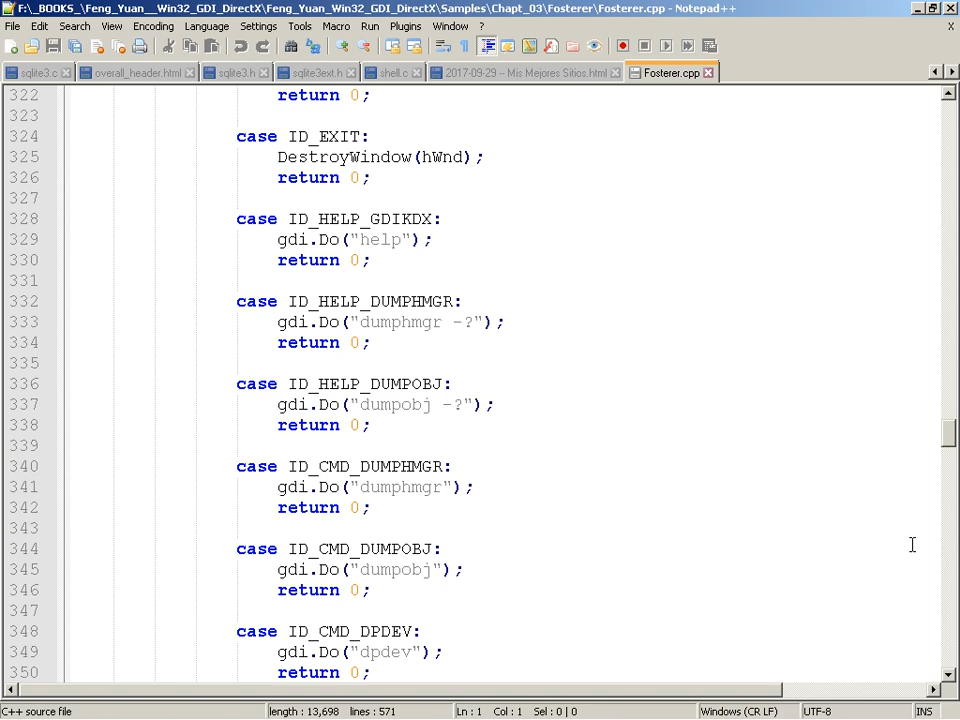 F:\_BOOKS_\Feng_Yuan__Win32_GDI_DirectX\Feng_Yuan_Win32_GDI_DirectX\Samples\Chapt_03\Fosterer\Fosterer.cpp - Notepad++
File Edit Search View Encoding Language Settings Tools Macro Run Plugins Window ? X
sqlite3.c overall_header.html sqlite3.h sqlite3ext.h shell.c 2017-09-29 -- Mis Mejores Sitios.html Fosterer.cpp
322 return 0;
323
324 case ID_EXIT:
325 DestroyWindow(hWnd);
326 return 0;
327
328 case ID_HELP_GDIKDX:
329 gdi.Do("help");
330 return 0;
331
332 case ID_HELP_DUMPHMGR:
333 gdi.Do("dumphmgr -?");
334 return 0;
335
336 case ID_HELP_DUMPOBJ:
337 gdi.Do("dumpobj -?");
338 return 0;
339
340 case ID_CMD_DUMPHMGR:
341 gdi.Do("dumphmgr");
342 return 0;
343
344 case ID_CMD_DUMPOBJ:
345 gdi.Do("dumpobj");
346 return 0;
347
348 case ID_CMD_DPDEV:
349 gdi.Do("dpdev");
350 return 0;
C++ source file length : 13,698 lines : 571 Ln : 1 Col : 1 Sel : 0 | 0 Windows (CR LF) UTF-8 INS